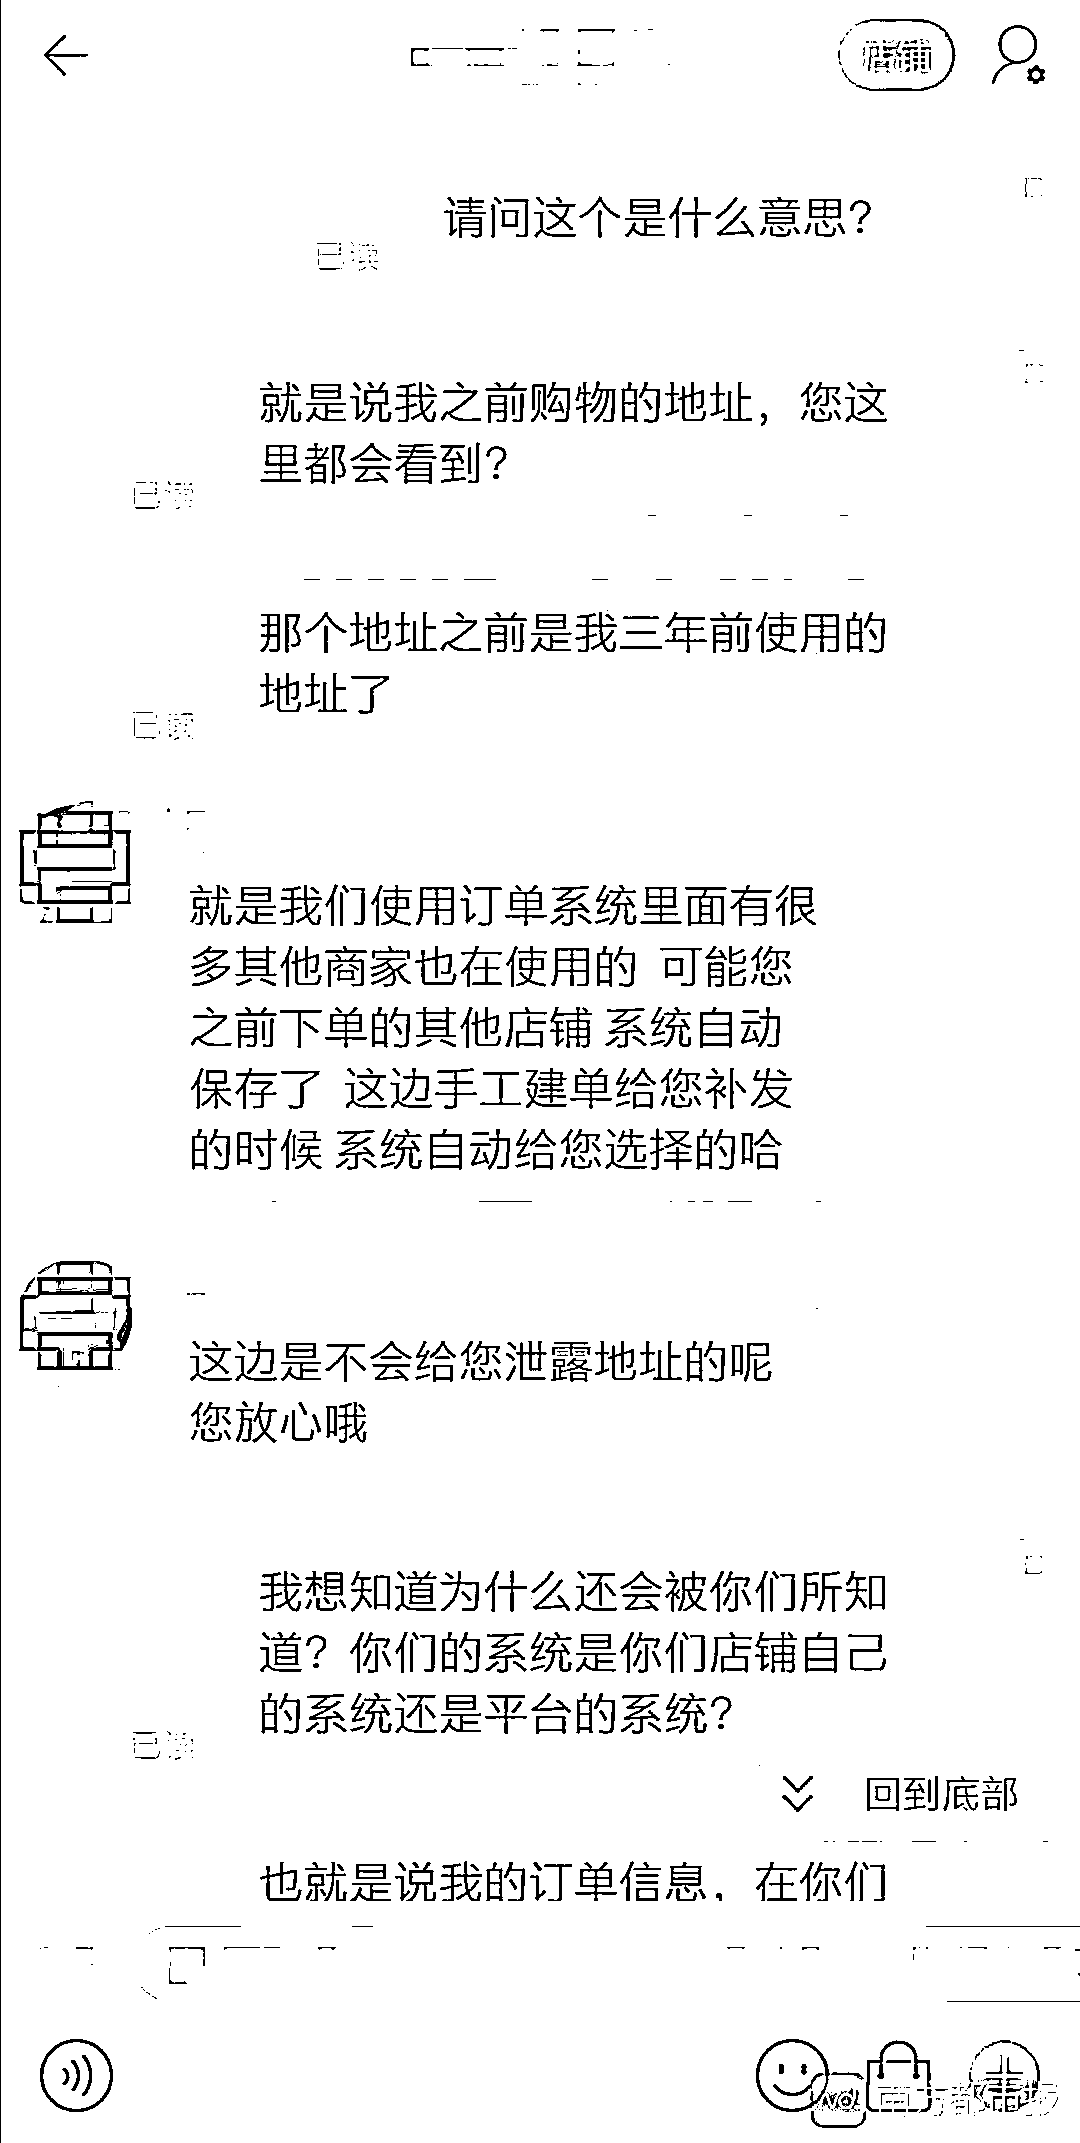 店铺
请问这个是什么意思？
已读
就是说我之前购物的地址，您这
里都会看到？
已读
那个地址之前是我三年前使用的
地址了
已读
就是我们使用订单系统里面有很
多其他商家也在使用的 可能您
之前下单的其他店铺 系统自动
保存了 这边手工建单给您补发
的时候 系统自动给您选择的哈
这边是不会给您泄露地址的呢
您放心哦
我想知道为什么还会被你们所知
道？你们的系统是你们店铺自己
的系统还是平台的系统？
已读
回到底部
也就是说我的订单信息，在你们
南方都市报